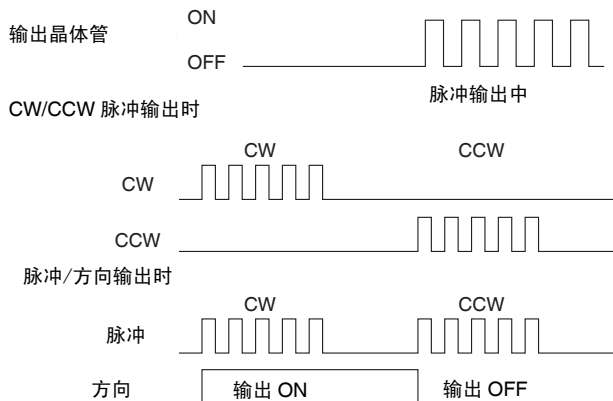 ON
输出晶体管
OFF
脉冲输出中
CW/CCW 脉冲输出时
CW CCW
CW
CCW
脉冲/方向输出时
CW CCW
脉冲
方向 输出 ON 输出 OFF